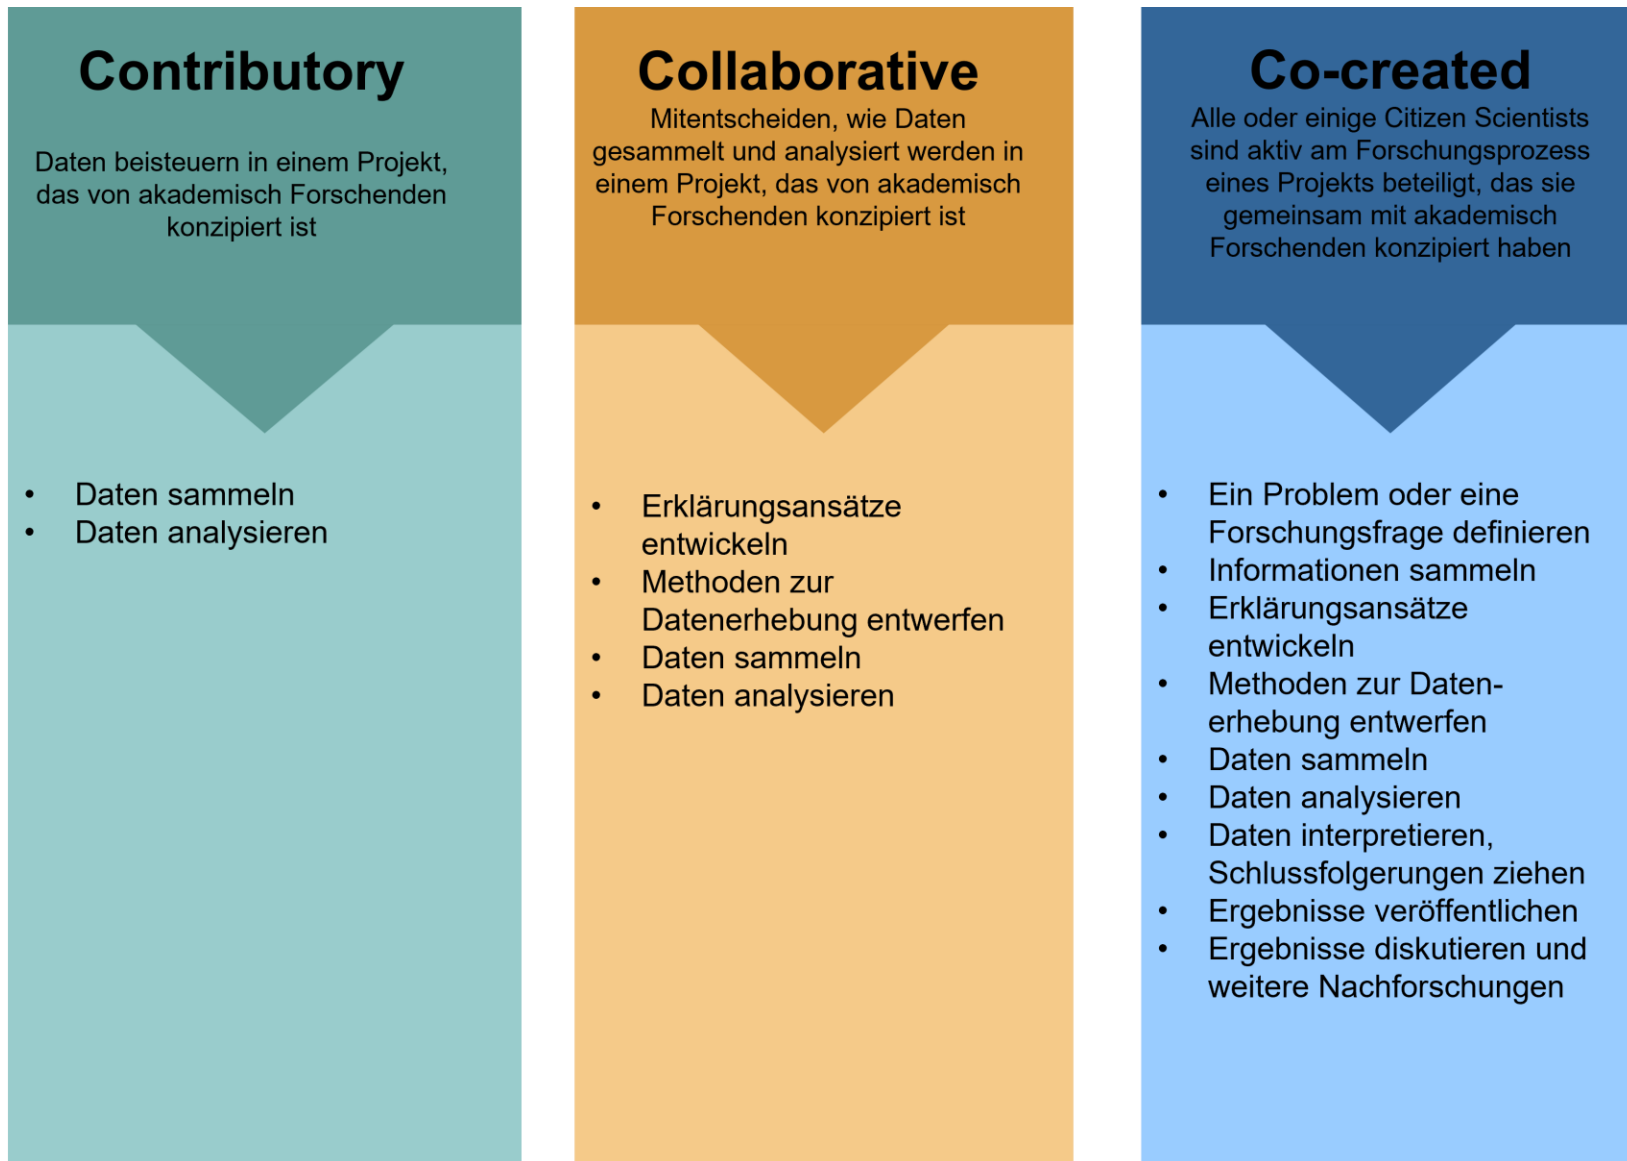 Contributory
Daten beisteuern in einem Projekt,
das von akademisch Forschenden
konzipiert ist
• Daten sammeln
• Daten analysieren
Collaborative
Mitentscheiden, wie Daten
gesammelt und analysiert werden in
einem Projekt, das von akademisch
Forschenden konzipiert ist
• Erklärungsansätze
entwickeln
• Methoden zur
Datenerhebung entwerfen
• Daten sammeln
• Daten analysieren
Co-created
Alle oder einige Citizen Scientists
sind aktiv am Forschungsprozess
eines Projekts beteiligt, das sie
gemeinsam mit akademisch
Forschenden konzipiert haben
• Ein Problem oder eine
Forschungsfrage definieren
• Informationen sammeln
• Erklärungsansätze
entwickeln
• Methoden zur Daten-
erhebung entwerfen
• Daten sammeln
• Daten analysieren
• Daten interpretieren,
Schlussfolgerungen ziehen
• Ergebnisse veröffentlichen
• Ergebnisse diskutieren und
weitere Nachforschungen